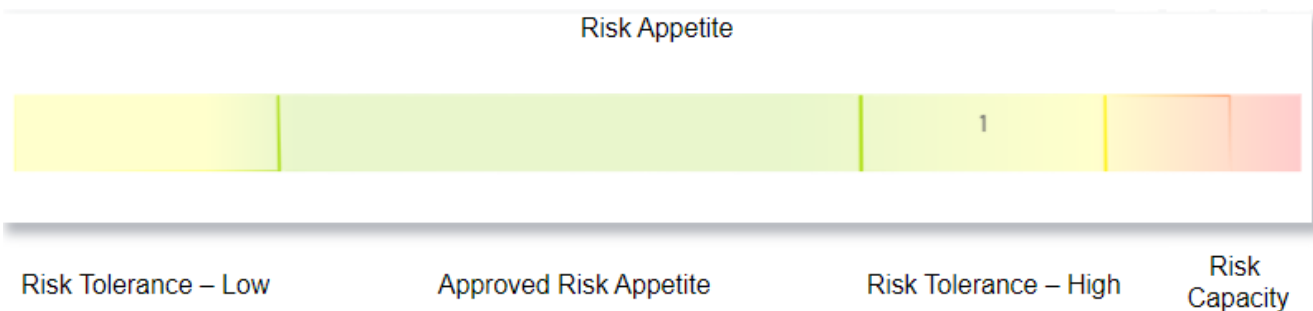 Risk Appetite
1
Risk Tolerance – Low
Approved Risk Appetite
Risk Tolerance – High
Risk
Capacity